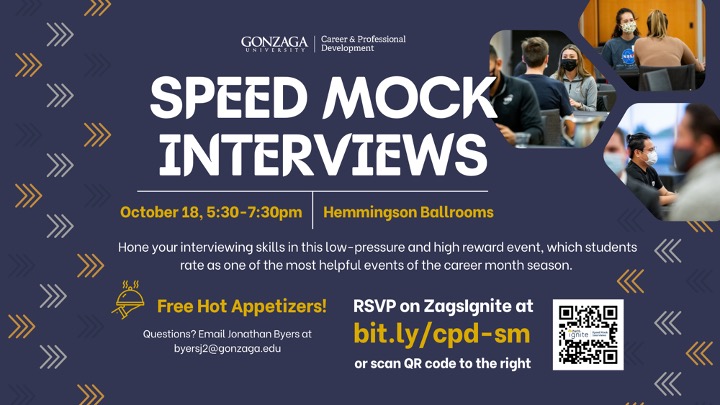 GONZAGA
UNIVERSITY
Career & Professional
Development
SPEED MOCK
INTERVIEWS
October 18, 5:30-7:30pm
Hemmingson Ballrooms
Hone your interviewing skills in this low-pressure and high reward event, which students
rate as one of the most helpful events of the career month season.
Free Hot Appetizers!
Questions? Email Jonathan Byers at
byersj2@gonzaga.edu
RSVP on ZagsIgnite at
bit.ly/cpd-sm
or scan QR code to the right
ignite
NASA